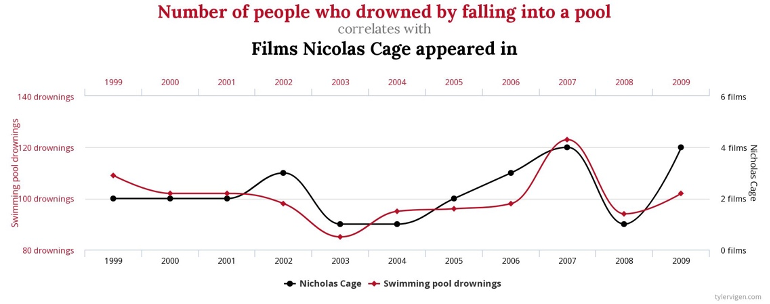 Number of people who drowned by falling into a pool
correlates with
Films Nicolas Cage appeared in
1999 2000 2001 2002 2003 2004 2005 2006 2007 2008 2009
140 drownings 6 films
120 drownings 4 films
100 drownings 2 films
80 drownings 0 films
Swimming pool drownings
Nicholas Cage
1999 2000 2001 2002 2003 2004 2005 2006 2007 2008 2009
Nicholas Cage Swimming pool drownings
tylervigen.com